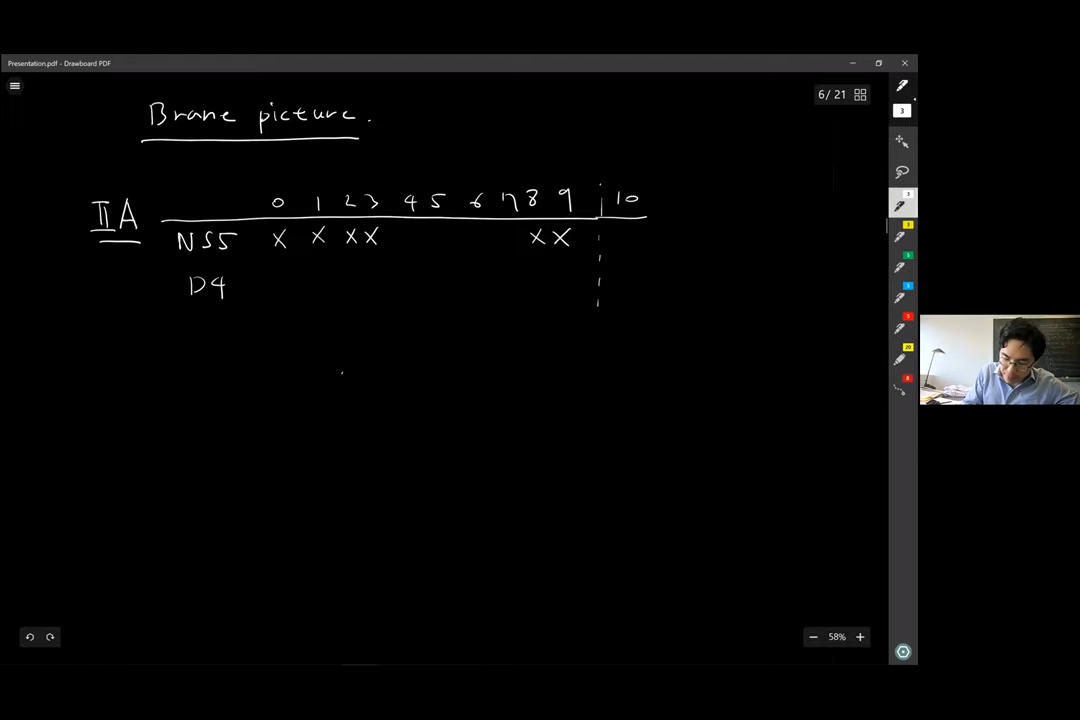 Presentation.pdf - Drawboard PDF
6 / 21
Brane picture.
IIA
0 1 2 3 4 5 6 7 8 9 10
NS5 X X X X X X
D4
58%